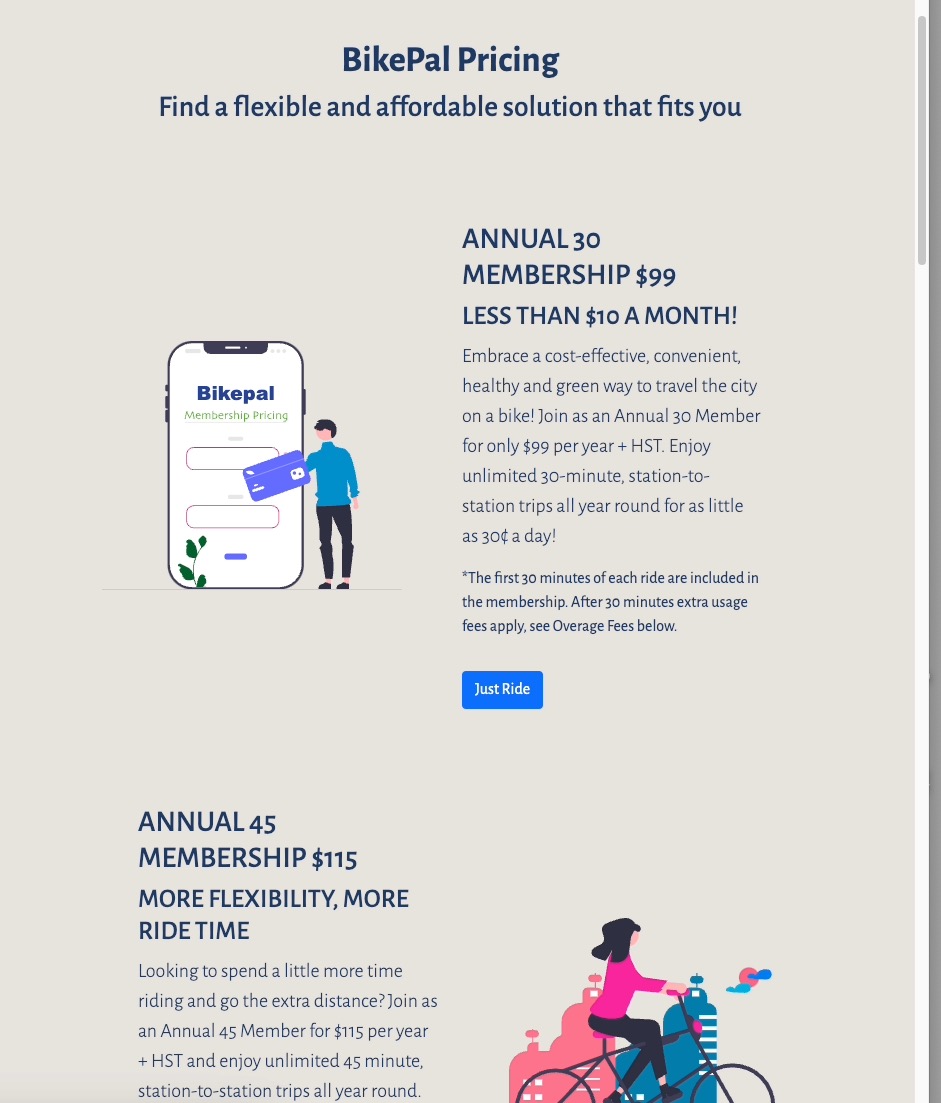 BikePal Pricing
Find a flexible and affordable solution that fits you
ANNUAL 30
MEMBERSHIP $99
LESS THAN $10 A MONTH!
Embrace a cost-effective, convenient,
healthy and green way to travel the city
on a bike! Join as an Annual 30 Member
for only $99 per year + HST. Enjoy
unlimited 30-minute, station-to-
station trips all year round for as little
as 30¢ a day!
*The first 30 minutes of each ride are included in
the membership. After 30 minutes extra usage
fees apply, see Overage Fees below.
Just Ride
Bikepal
Membership Pricing
ANNUAL 45
MEMBERSHIP $115
MORE FLEXIBILITY, MORE
RIDE TIME
Looking to spend a little more time
riding and go the extra distance? Join as
an Annual 45 Member for $115 per year
+ HST and enjoy unlimited 45 minute,
station-to-station trips all year round.